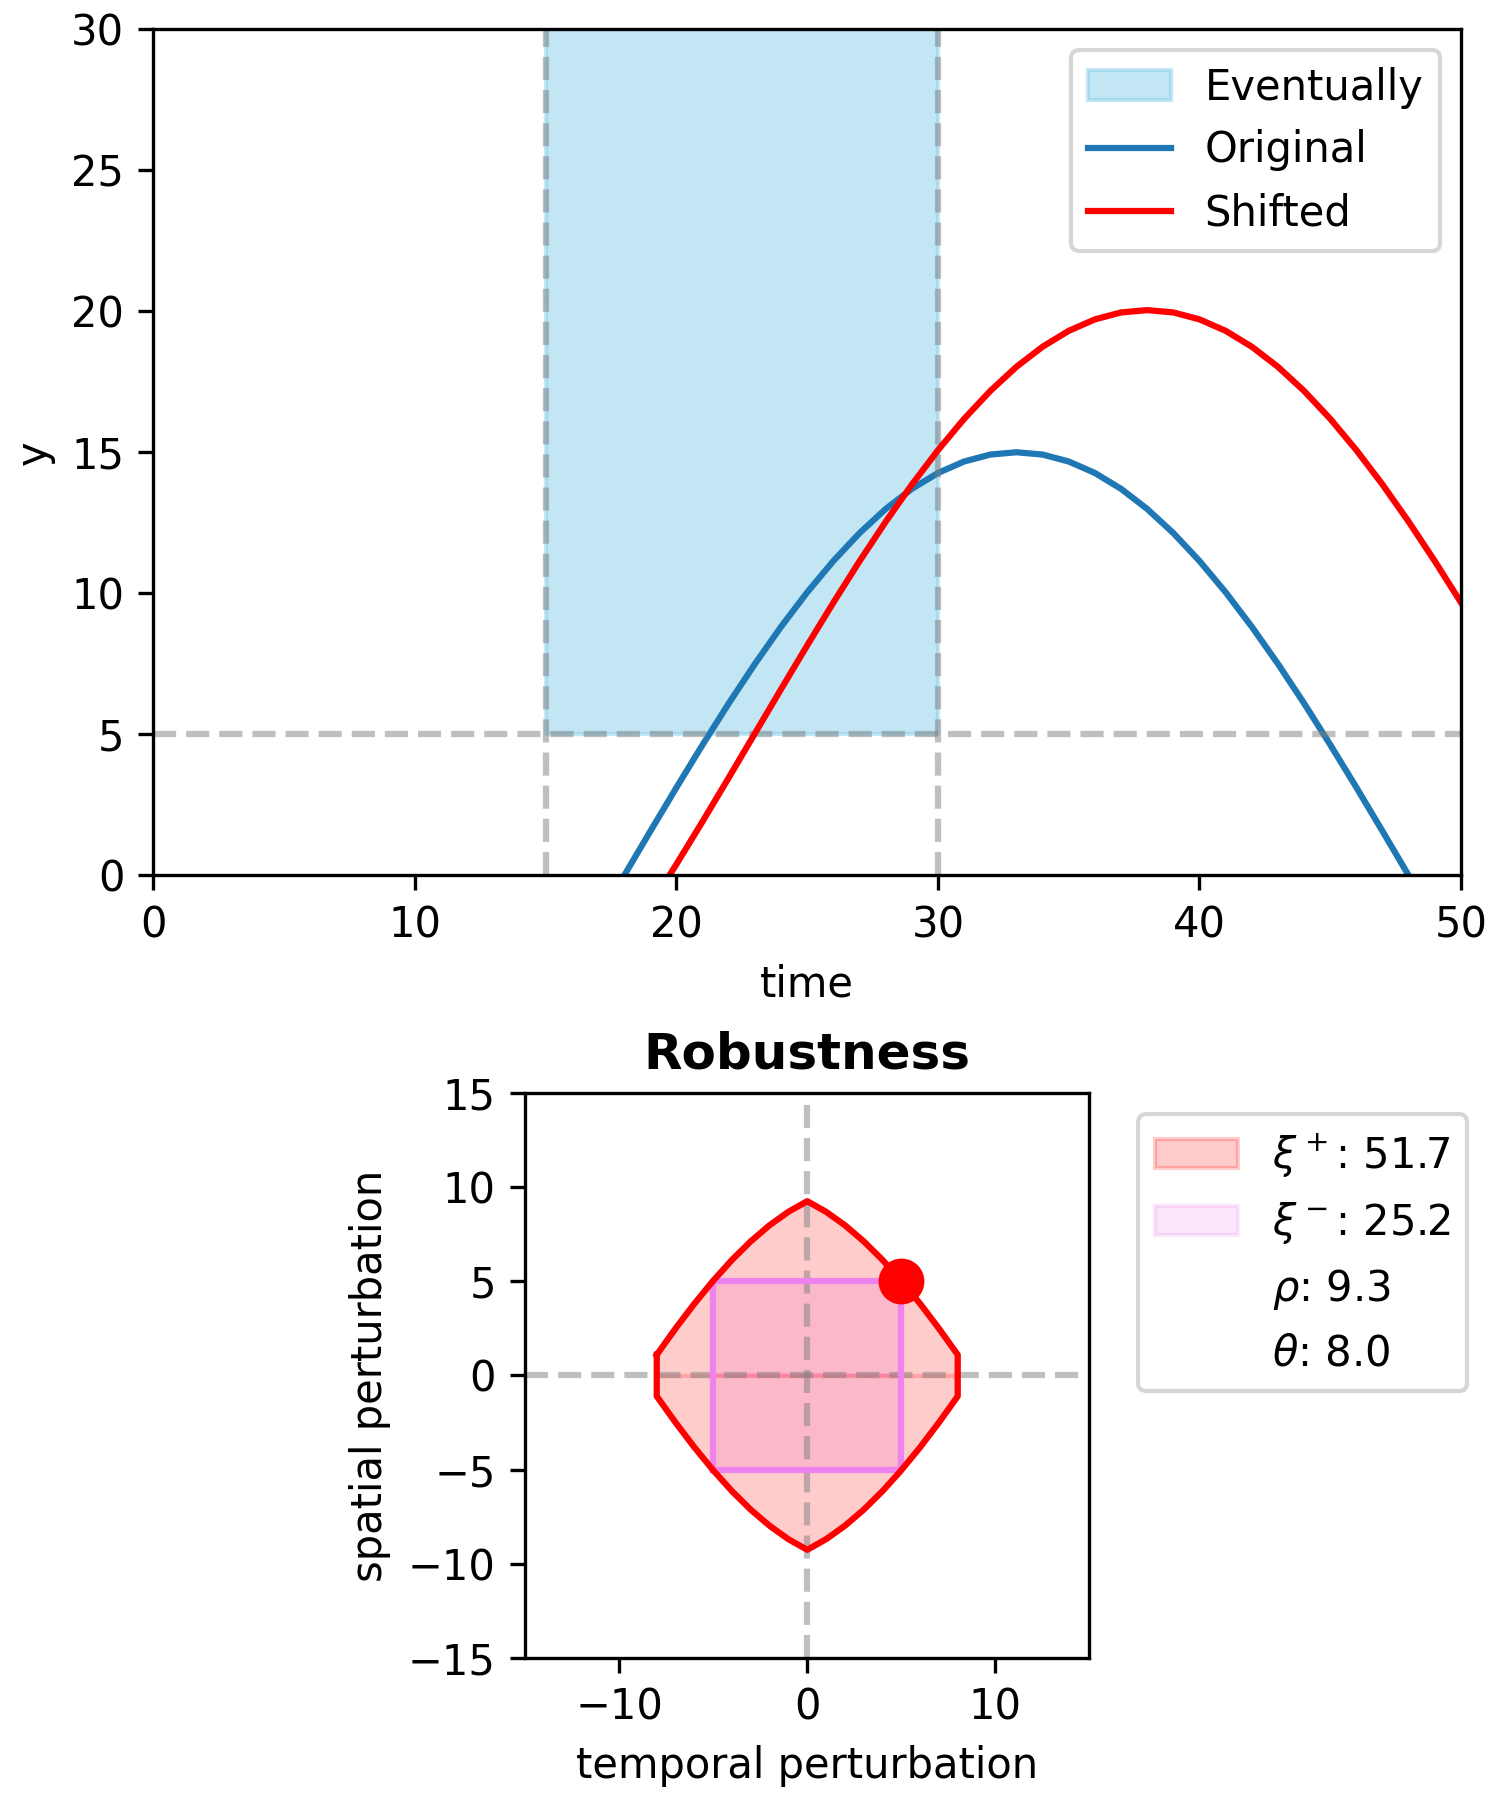 30
25
20
15
10
5
0
y
0 10 20 30 40 50
time
Eventually
Original
Shifted
Robustness
15
10
5
0
−5
−10
−15
spatial perturbation
−10 0 10
temporal perturbation
ξ⁺: 51.7
ξ⁻: 25.2
ρ: 9.3
θ: 8.0